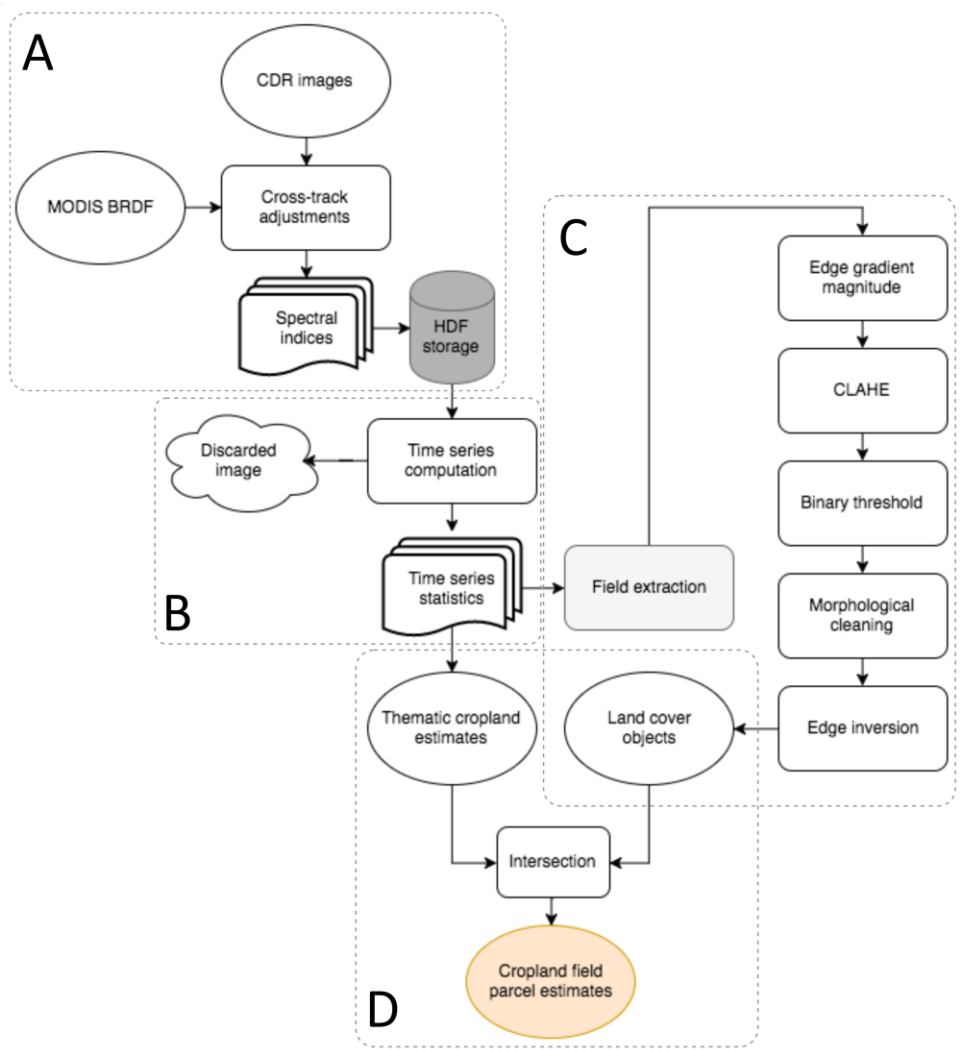 A
CDR images
MODIS BRDF
Cross-track
adjustments
Spectral
indices
HDF
storage
B
Discarded
image
Time series
computation
Time series
statistics
C
Field extraction
Edge gradient
magnitude
CLAHE
Binary threshold
Morphological
cleaning
Edge inversion
Land cover
objects
D
Thematic cropland
estimates
Intersection
Cropland field
parcel estimates